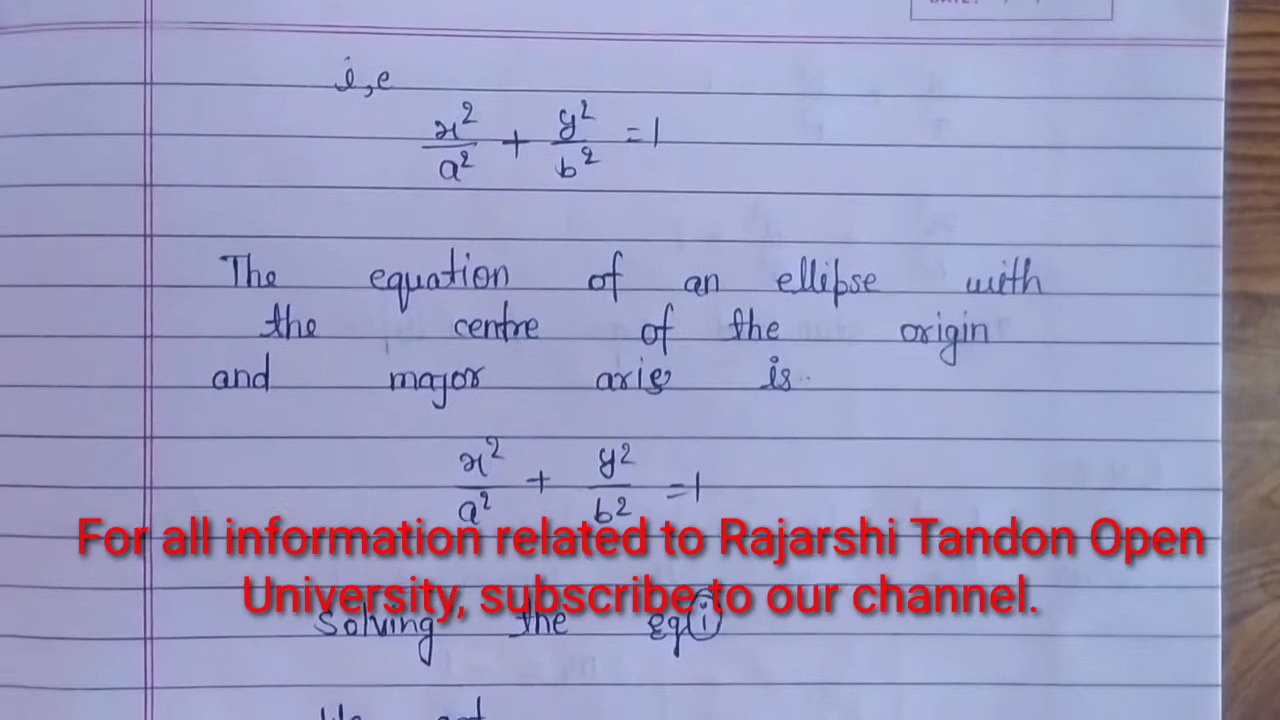 i,e
x²/a² + y²/b² = 1
The equation of an ellipse with
the centre of the origin
and major axis is
x²/a² + y²/b² = 1
For all information related to Rajarshi Tandon Open
University, subscribe to our channel.
Solving the Eq (i)
We get